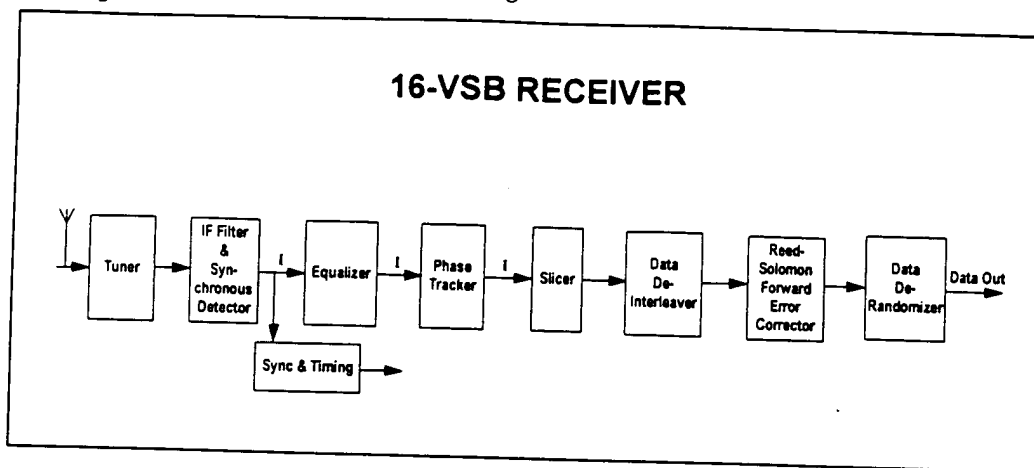 16-VSB RECEIVER
Tuner
IF Filter
&
Syn-
chronous
Detector
I
Equalizer
I
Phase
Tracker
I
Slicer
Data
De-
Interleaver
Reed-
Solomon
Forward
Error
Corrector
Data
De-
Randomizer
Data Out
Sync & Timing